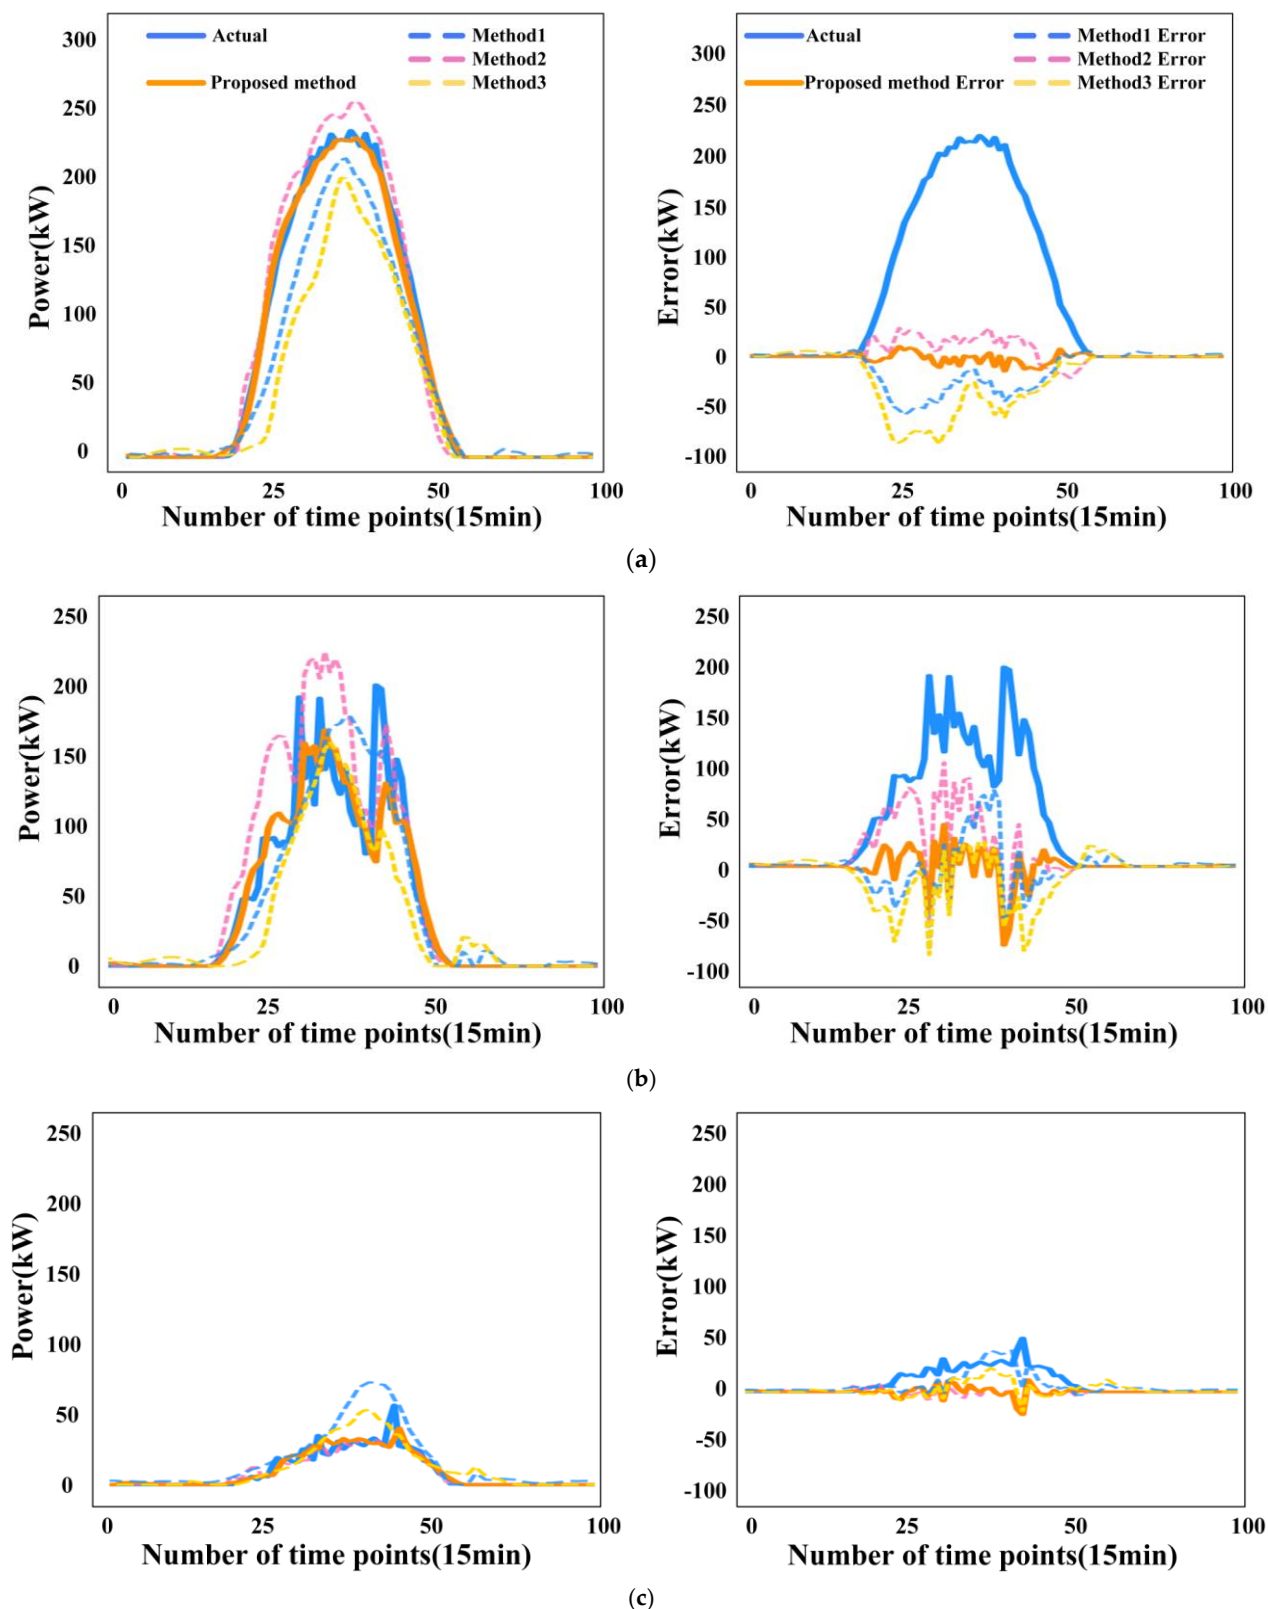 Actual
Method1
Method2
Proposed method
Method3
300
250
200
150
100
50
0
Power(kW)
0 25 50 100
Number of time points(15min)
Actual
Method1 Error
Method2 Error
Proposed method Error
Method3 Error
300
250
200
150
100
50
0
-50
-100
Error(kW)
0 25 50 100
Number of time points(15min)
(a)
250
200
150
100
50
0
Power(kW)
0 25 50 100
Number of time points(15min)
250
200
150
100
50
0
-50
-100
Error(kW)
0 25 50 100
Number of time points(15min)
(b)
250
200
150
100
50
0
Power(kW)
0 25 50 100
Number of time points(15min)
250
200
150
100
50
0
-50
-100
Error(kW)
0 25 50 100
Number of time points(15min)
(c)